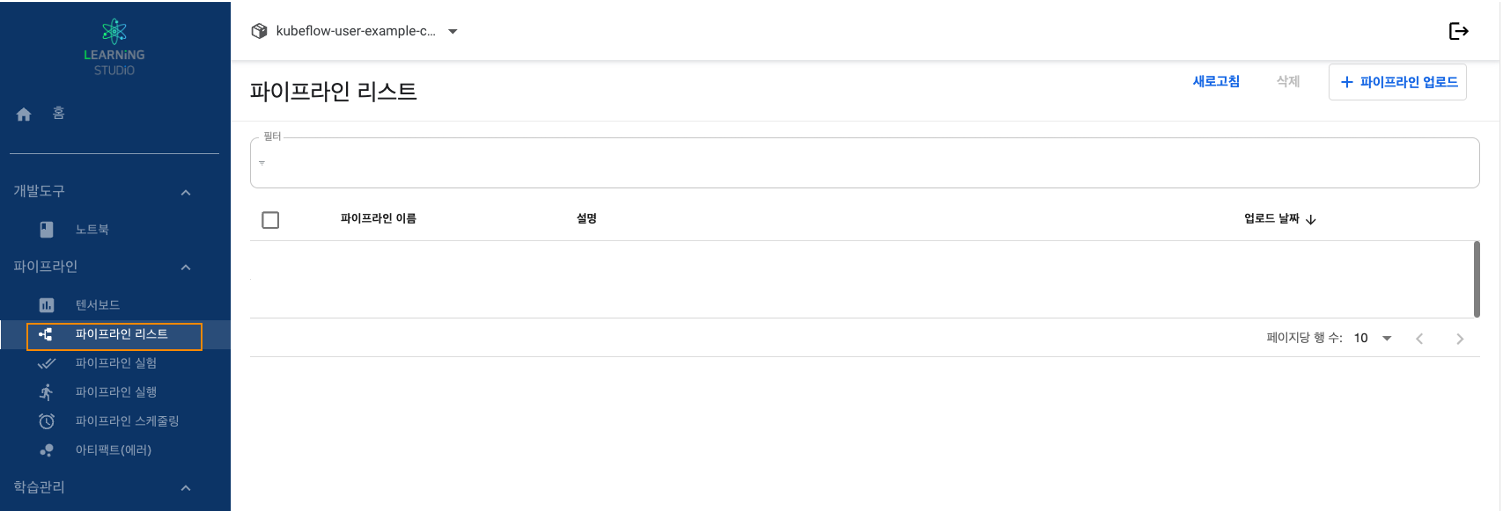 LEARNiNG
STUDIO
홈
개발도구
노트북
파이프라인
텐서보드
파이프라인 리스트
파이프라인 실험
파이프라인 실행
파이프라인 스케줄링
아티팩트(에러)
학습관리
kubeflow-user-example-c...
파이프라인 리스트
새로고침 삭제 + 파이프라인 업로드
필터
파이프라인 이름 설명 업로드 날짜
페이지당 행 수: 10